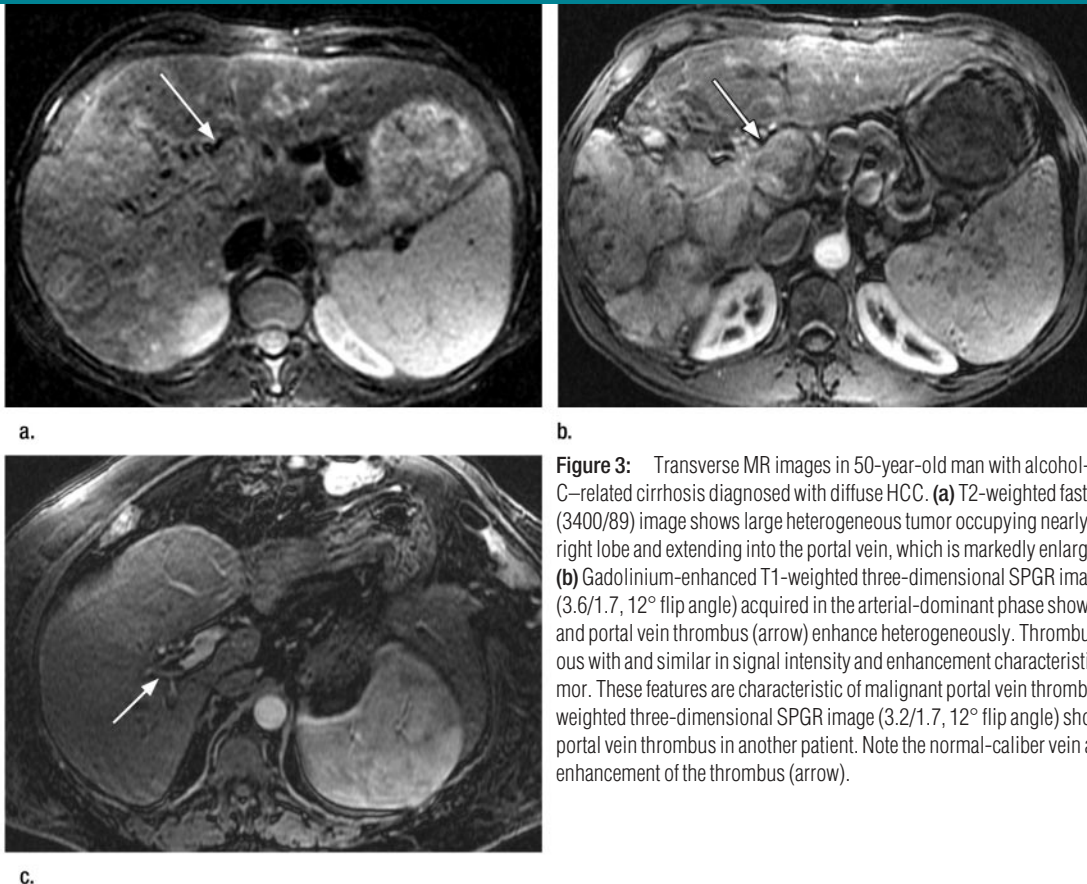 a.
b.
Figure 3: Transverse MR images in 50-year-old man with alcohol-
C–related cirrhosis diagnosed with diffuse HCC. (a) T2-weighted fast
(3400/89) image shows large heterogeneous tumor occupying nearly
right lobe and extending into the portal vein, which is markedly enlarg
(b) Gadolinium-enhanced T1-weighted three-dimensional SPGR ima
(3.6/1.7, 12° flip angle) acquired in the arterial-dominant phase show
and portal vein thrombus (arrow) enhance heterogeneously. Thrombu
ous with and similar in signal intensity and enhancement characteristi
mor. These features are characteristic of malignant portal vein thromb
weighted three-dimensional SPGR image (3.2/1.7, 12° flip angle) sho
portal vein thrombus in another patient. Note the normal-caliber vein a
enhancement of the thrombus (arrow).
c.